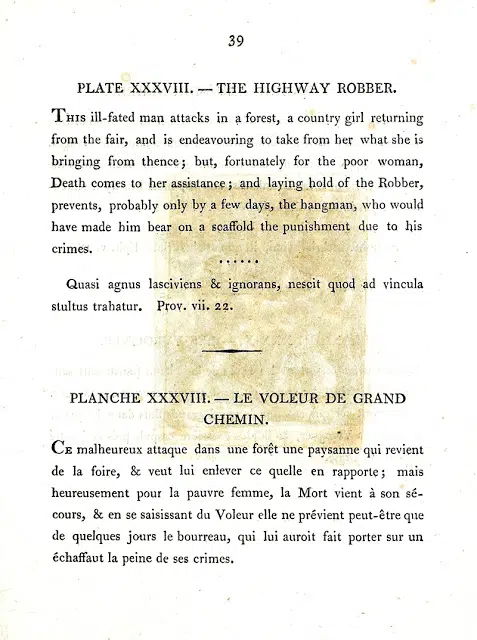 39
PLATE XXXVIII. — THE HIGHWAY ROBBER.
THIS ill-fated man attacks in a forest, a country girl returning
from the fair, and is endeavouring to take from her what she is
bringing from thence; but, fortunately for the poor woman,
Death comes to her assistance; and laying hold of the Robber,
prevents, probably only by a few days, the hangman, who would
have made him bear on a scaffold the punishment due to his
crimes.
......
Quasi agnus lasciviens & ignorans, nescit quod ad vincula
stultus trahatur. Prov. vii. 22.
PLANCHE XXXVIII. — LE VOLEUR DE GRAND
CHEMIN.
CE malheureux attaque dans une forêt une paysanne qui revient
de la foire, & veut lui enlever ce quelle en rapporte; mais
heureusement pour la pauvre femme, la Mort vient à son sé-
cours, & en se saisissant du Voleur elle ne prévient peut-être que
de quelques jours le bourreau, qui lui auroit fait porter sur un
échaffaut la peine de ses crimes.